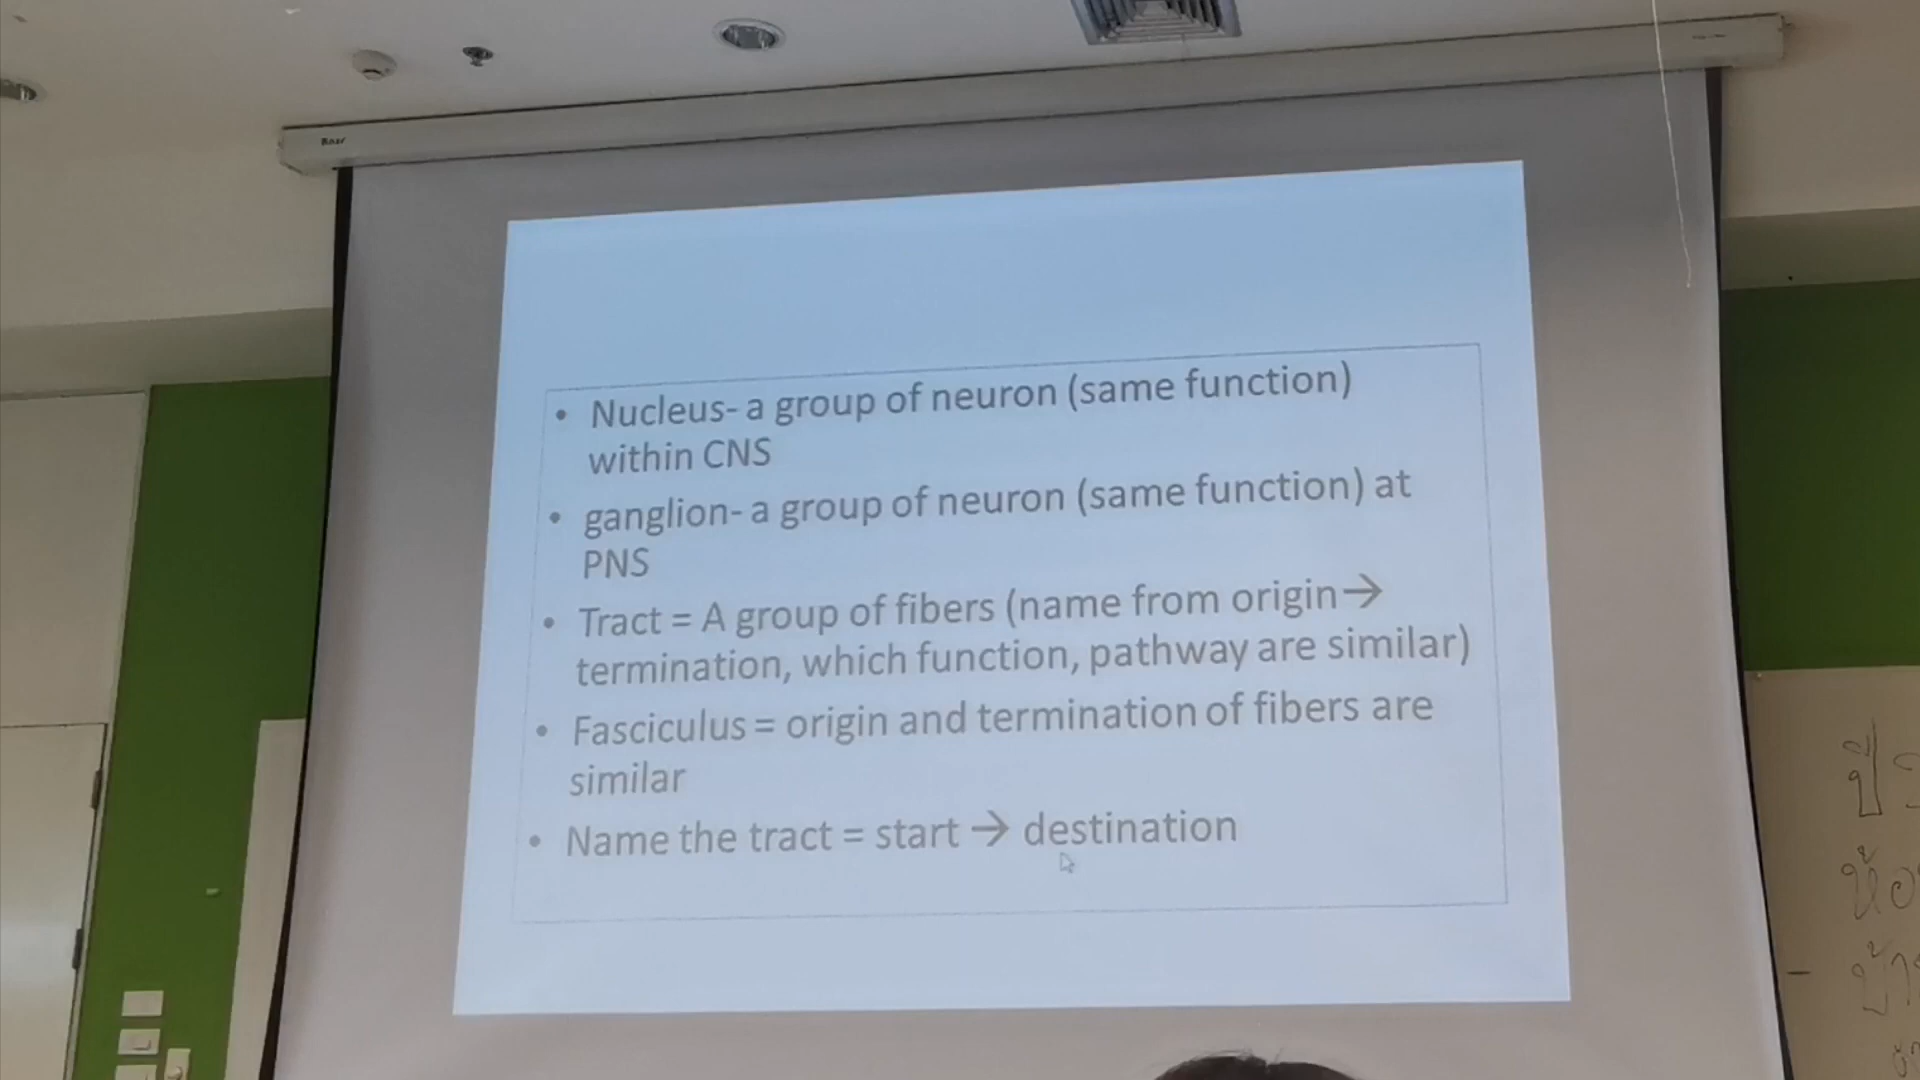 • Nucleus- a group of neuron (same function)
within CNS
• ganglion- a group of neuron (same function) at
PNS
• Tract = A group of fibers (name from origin→
termination, which function, pathway are similar)
• Fasciculus = origin and termination of fibers are
similar
• Name the tract = start → destination